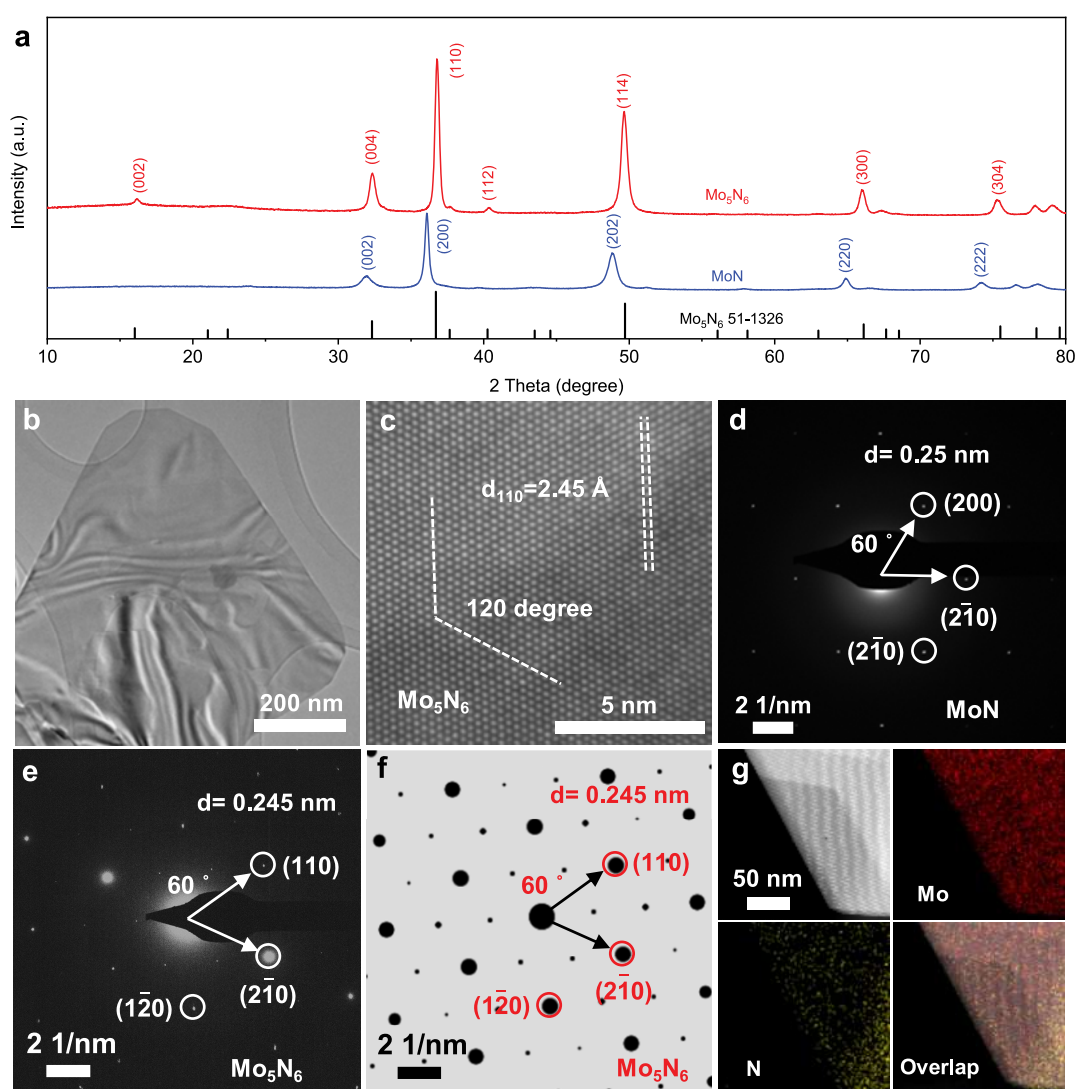 a
Intensity (a.u.)
(002)
(004)
(110)
(112)
(114)
(300)
(304)
Mo₅N₆
(002)
(200)
(202)
(220)
(222)
MoN
Mo₅N₆ 51-1326
10 20 30 40 50 60 70 80
2 Theta (degree)
b
200 nm
c
d₁₁₀=2.45 Å
120 degree
Mo₅N₆
5 nm
d
d= 0.25 nm
(200)
60 °
(21̅0)
(21̅0)
2 1/nm
MoN
e
d= 0.245 nm
(110)
60 °
(21̅0)
(12̅0)
2 1/nm
Mo₅N₆
f
d= 0.245 nm
(110)
60 °
(21̅0)
(12̅0)
2 1/nm
Mo₅N₆
g
50 nm
Mo
N
Overlap